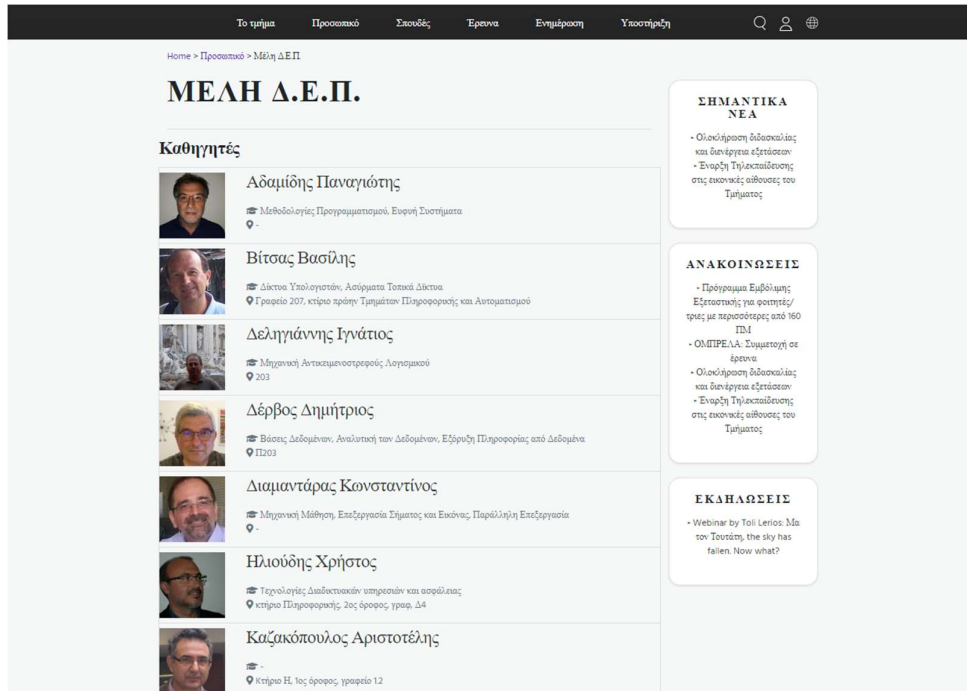 Το τμήμα Προσωπικό Σπουδές Έρευνα Ενημέρωση Υποστήριξη
Home > Προσωπικό > Μέλη Δ.Ε.Π.
ΜΕΛΗ Δ.Ε.Π.
Καθηγητές
Αδαμίδης Παναγιώτης
Μεθοδολογίες Προγραμματισμού, Ευφυή Συστήματα
-
Βίτσας Βασίλης
Δίκτυα Υπολογιστών, Ασύρματα Τοπικά Δίκτυα
Γραφείο 207, κτίριο πρώην Τμημάτων Πληροφορικής και Αυτοματισμού
Δεληγιάννης Ιγνάτιος
Μηχανική Αντικειμενοστρεφούς Λογισμικού
203
Δέρβος Δημήτριος
Βάσεις Δεδομένων, Αναλυτική των Δεδομένων, Εξόρυξη Πληροφορίας από Δεδομένα
Π203
Διαμαντάρας Κωνσταντίνος
Μηχανική Μάθηση, Επεξεργασία Σήματος και Εικόνας, Παράλληλη Επεξεργασία
-
Ηλιούδης Χρήστος
Τεχνολογίες Διαδικτυακών υπηρεσιών και ασφάλειας
κτήριο Πληροφορικής, 2ος όροφος, γραφ, Δ4
Καζακόπουλος Αριστοτέλης
-
Κτήριο Η, 1ος όροφος, γραφείο 1.2
ΣΗΜΑΝΤΙΚΑ
ΝΕΑ
Ολοκλήρωση διδασκαλίας
και διενέργεια εξετάσεων
Έναρξη Τηλεκπαίδευσης
στις εικονικές αίθουσες του
Τμήματος
ΑΝΑΚΟΙΝΩΣΕΙΣ
Πρόγραμμα Εμβόλιμης
Εξεταστικής για φοιτητές/
τριες με περισσότερες από 160
ΠΜ
ΟΜΠΡΕΛΑ: Συμμετοχή σε
έρευνα
Ολοκλήρωση διδασκαλίας
και διενέργεια εξετάσεων
Έναρξη Τηλεκπαίδευσης
στις εικονικές αίθουσες του
Τμήματος
ΕΚΔΗΛΩΣΕΙΣ
Webinar by Toli Lerios: Μα
τον Τουτάτη, the sky has
fallen. Now what?